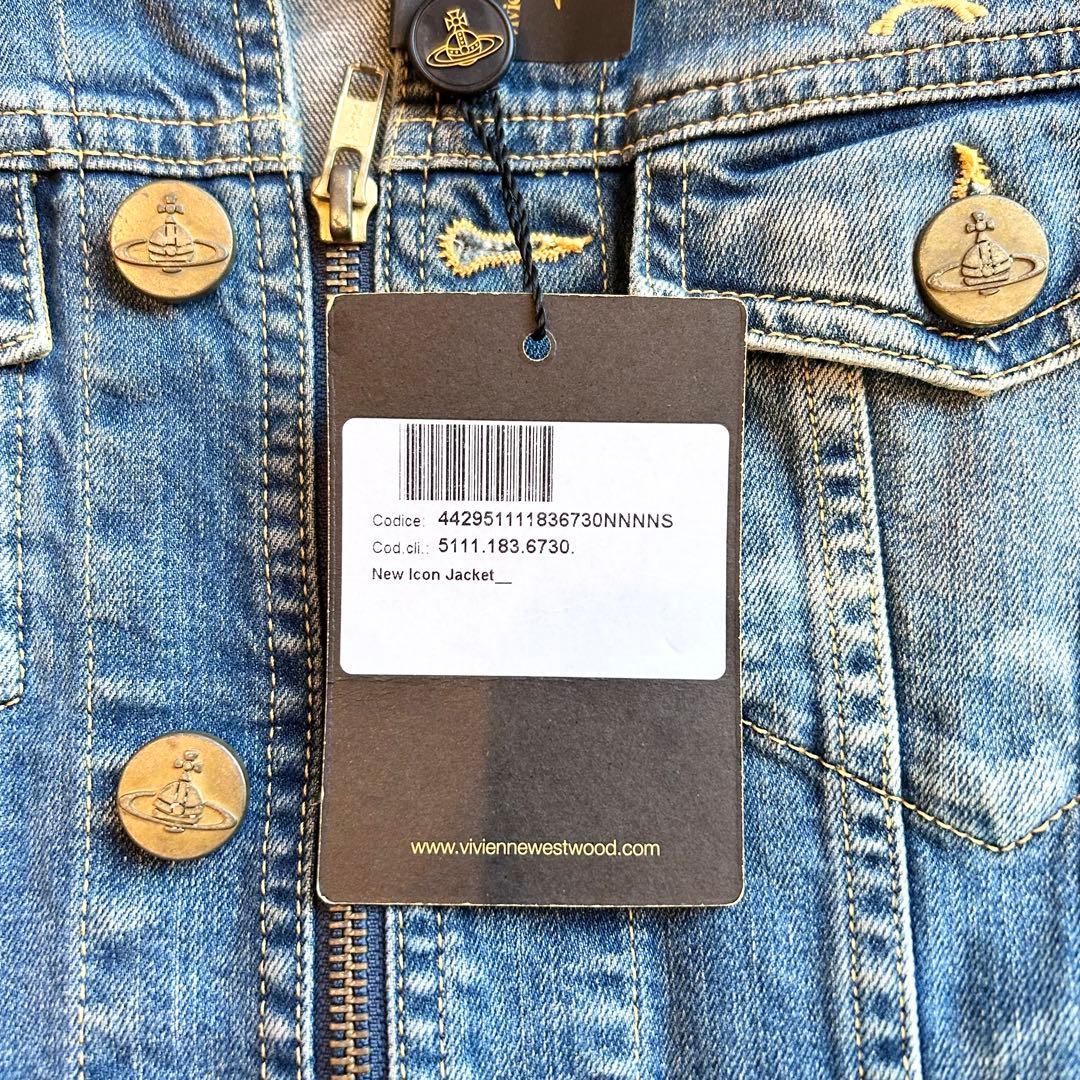 Codice: 442951111836730NNNNS
Cod.cli.: 5111.183.6730.
New Icon Jacket__
www.viviennewestwood.com